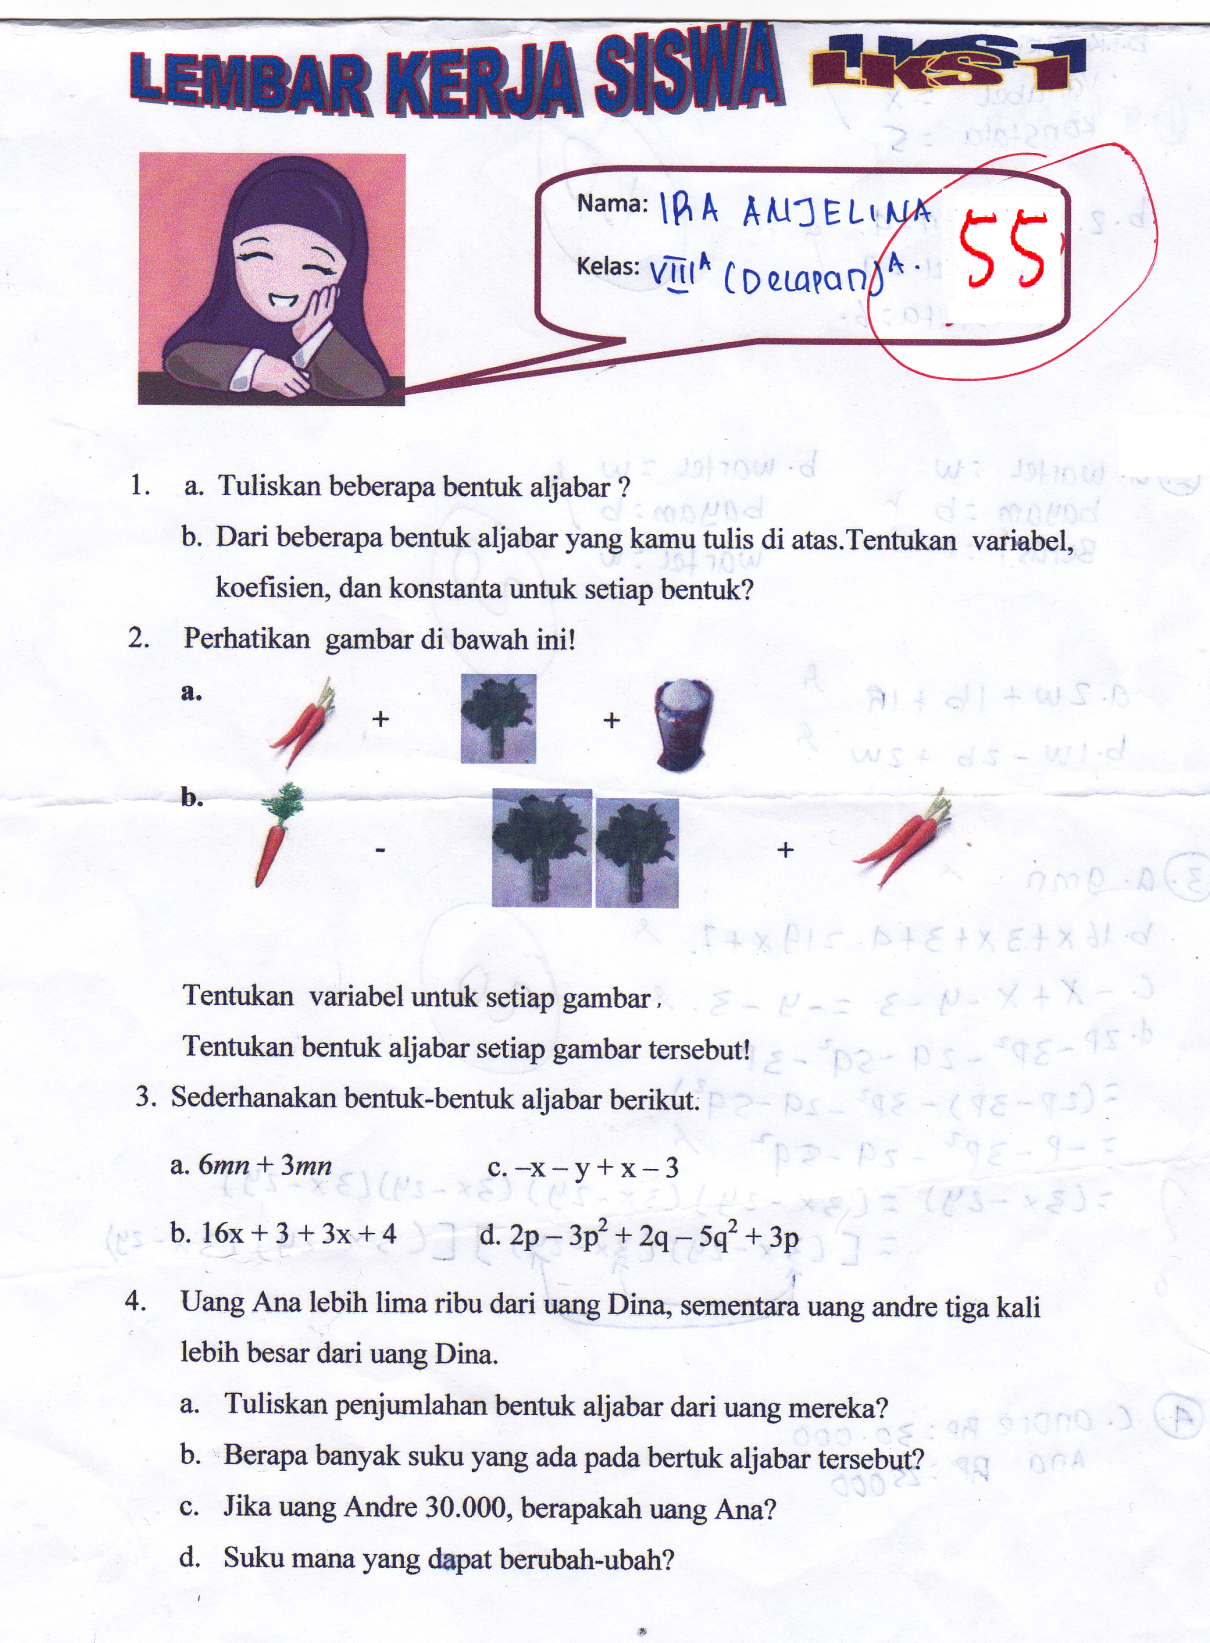 LEMBAR KERJA SISWA LKS 1
Nama: IRA ANJELINA
Kelas: VIII A (Delapan) A.
55
1. a. Tuliskan beberapa bentuk aljabar ?
b. Dari beberapa bentuk aljabar yang kamu tulis di atas.Tentukan variabel,
koefisien, dan konstanta untuk setiap bentuk?
2. Perhatikan gambar di bawah ini!
a. + +
b. - +
Tentukan variabel untuk setiap gambar.
Tentukan bentuk aljabar setiap gambar tersebut!
3. Sederhanakan bentuk-bentuk aljabar berikut.
a. 6mn + 3mn c. –x – y + x – 3
b. 16x + 3 + 3x + 4 d. 2p – 3p² + 2q – 5q² + 3p
4. Uang Ana lebih lima ribu dari uang Dina, sementara uang andre tiga kali
lebih besar dari uang Dina.
a. Tuliskan penjumlahan bentuk aljabar dari uang mereka?
b. Berapa banyak suku yang ada pada bertuk aljabar tersebut?
c. Jika uang Andre 30.000, berapakah uang Ana?
d. Suku mana yang dapat berubah-ubah?